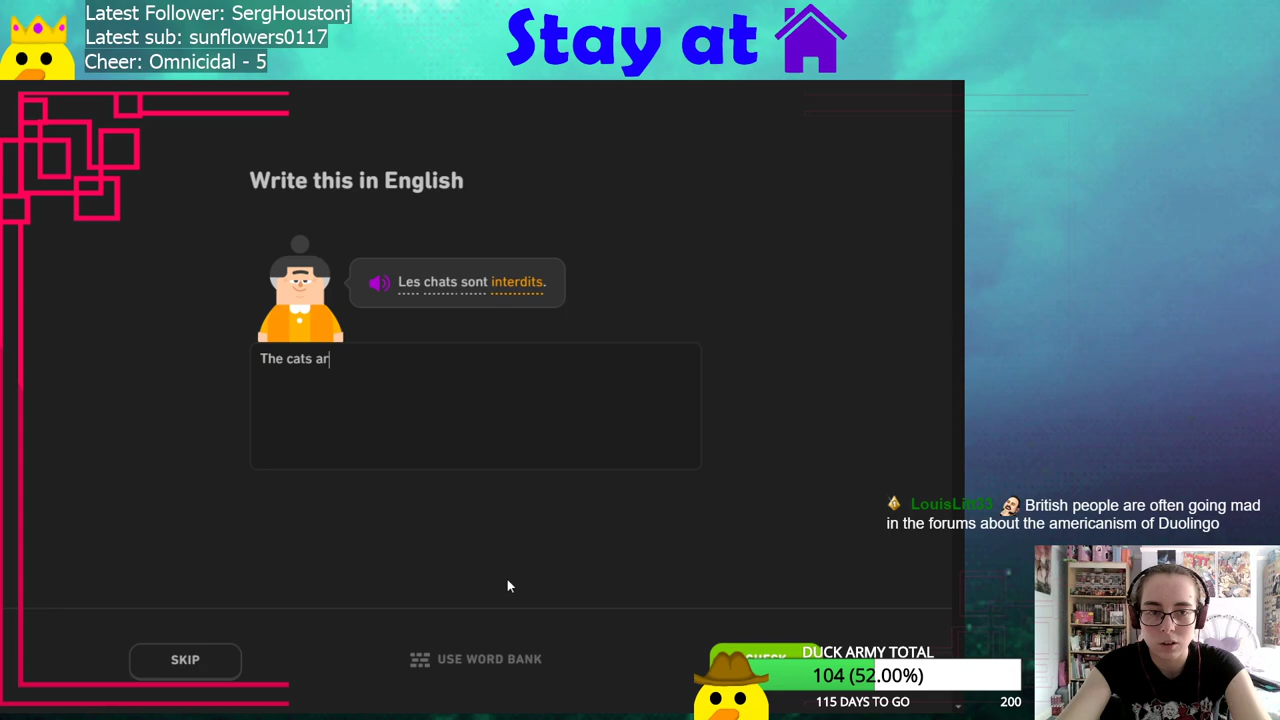 Latest Follower: SergHoustonj
Latest sub: sunflowers0117
Cheer: Omnicidal - 5
Stay at
Write this in English
Les chats sont interdits.
The cats ar
British people are often going mad
in the forums about the americanism of Duolingo
SKIP
USE WORD BANK
CHECK
DUCK ARMY TOTAL
104 (52.00%)
115 DAYS TO GO
200